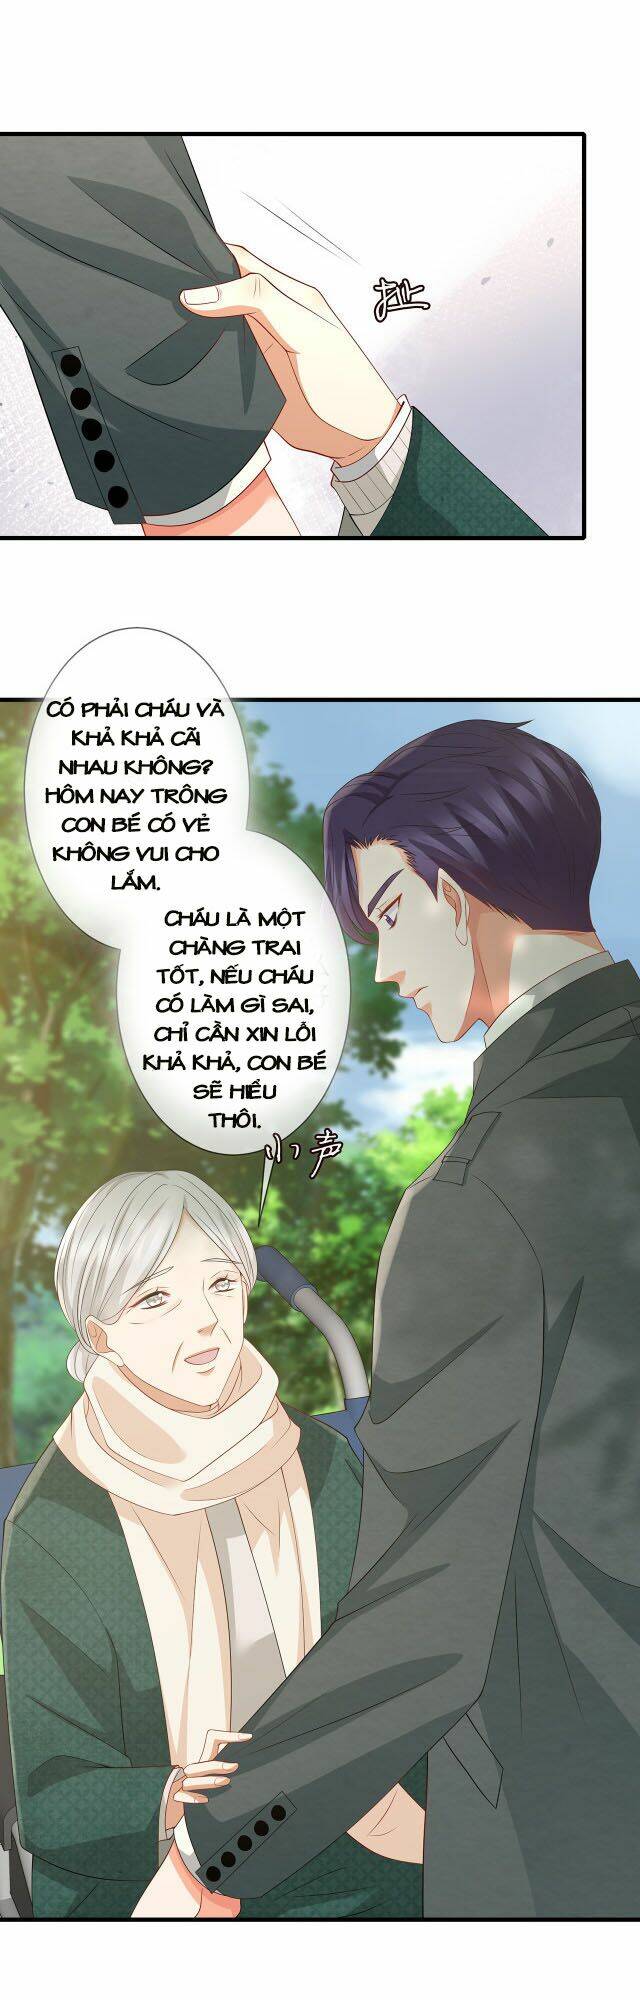 扯
CÓ PHẢI CHÁU VÀ
KHẢ KHẢ CÃI
NHAU KHÔNG?
HÔM NAY TRÔNG
CON BÉ CÓ VẺ
KHÔNG VUI CHO
LẮM.
CHÁU LÀ MỘT
CHÀNG TRAI
TỐT, NẾU CHÁU
CÓ LÀM GÌ SAI,
CHỈ CẦN XIN LỖI
KHẢ KHẢ, CON BÉ
SẼ HIỂU
THÔI.
小声